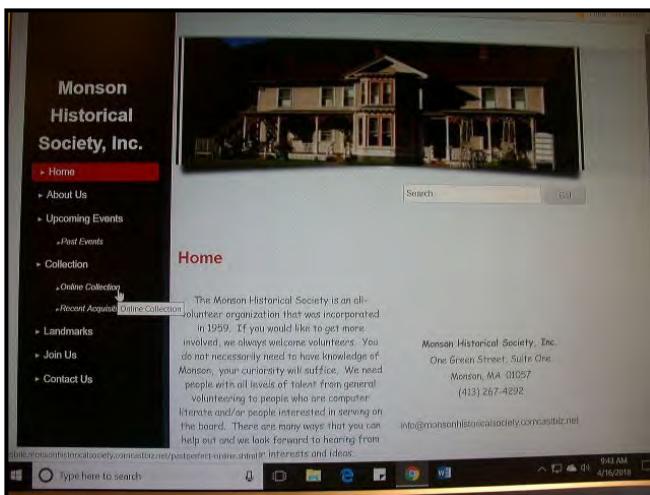 Monson
Historical
Society, Inc.
Home
About Us
Upcoming Events
Past Events
Collection
Online Collection
Recent Acquisi
Online Collection
Landmarks
Join Us
Contact Us
Search
Go!
Home
The Monson Historical Society is an all-
volunteer organization that was incorporated
in 1959. If you would like to get more
involved, we always welcome volunteers. You
do not necessarily need to have knowledge of
Monson, your curiorsity will suffice. We need
people with all levels of talent from general
volunteering to people who are computer
literate and/or people interested in serving on
the board. There are many ways that you can
help out and we look forward to hearing from
interests and ideas.
Monson Historical Society, Inc.
One Green Street, Suite One
Monson, MA 01057
(413) 267-4292
info@monsonhistoricalsociety.comcastbiz.net
Type here to search
9:43 AM
4/16/2018